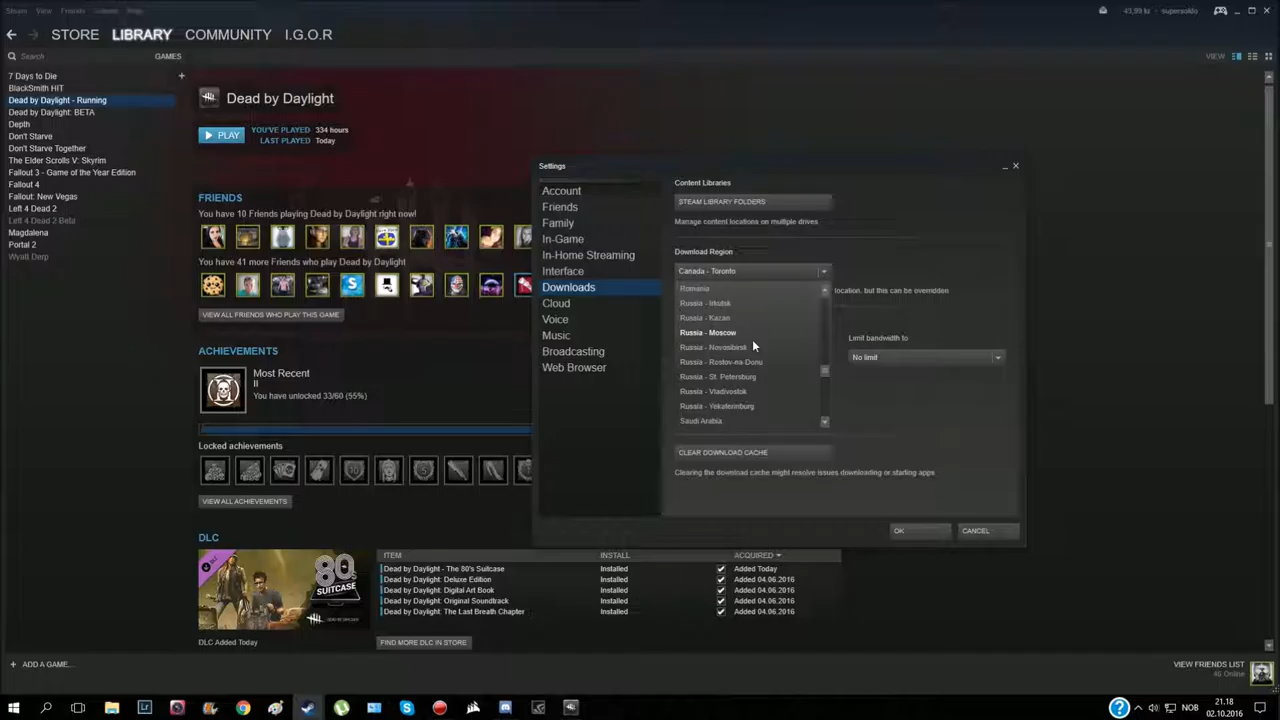 Steam View Friends Games Help
45,99 kr supersoldo
STORE LIBRARY COMMUNITY I.G.O.R
Search GAMES
VIEW
7 Days to Die
BlackSmith HIT
Dead by Daylight - Running
Dead by Daylight: BETA
Depth
Don't Starve
Don't Starve Together
The Elder Scrolls V: Skyrim
Fallout 3 - Game of the Year Edition
Fallout 4
Fallout: New Vegas
Left 4 Dead 2
Left 4 Dead 2 Beta
Magdalena
Portal 2
Wyatt Derp
+ ADD A GAME...
Dead by Daylight
PLAY
YOU'VE PLAYED 334 hours
LAST PLAYED Today
FRIENDS
You have 10 Friends playing Dead by Daylight right now!
You have 41 more Friends who play Dead by Daylight
VIEW ALL FRIENDS WHO PLAY THIS GAME
ACHIEVEMENTS
Most Recent
II
You have unlocked 33/60 (55%)
Locked achievements
VIEW ALL ACHIEVEMENTS
DLC
80s
SUITCASE
DLC Added Today
ITEM INSTALL ACQUIRED
Dead by Daylight - The 80's Suitcase Installed Added Today
Dead by Daylight: Deluxe Edition Installed Added 04.06.2016
Dead by Daylight: Digital Art Book Installed Added 04.06.2016
Dead by Daylight: Original Soundtrack Installed Added 04.06.2016
Dead by Daylight: The Last Breath Chapter Installed Added 04.06.2016
FIND MORE DLC IN STORE
Settings
Account
Friends
Family
In-Game
In-Home Streaming
Interface
Downloads
Cloud
Voice
Music
Broadcasting
Web Browser
Content Libraries
STEAM LIBRARY FOLDERS
Manage content locations on multiple drives
Download Region
Canada - Toronto
Romania
Russia - Irkutsk
Russia - Kazan
Russia - Moscow
Russia - Novosibirsk
Russia - Rostov-na-Donu
Russia - St. Petersburg
Russia - Vladivostok
Russia - Yekaterinburg
Saudi Arabia
location, but this can be overridden
Limit bandwidth to
No limit
CLEAR DOWNLOAD CACHE
Clearing the download cache might resolve issues downloading or starting apps
OK CANCEL
VIEW FRIENDS LIST
46 Online
NOB
21.18
02.10.2016